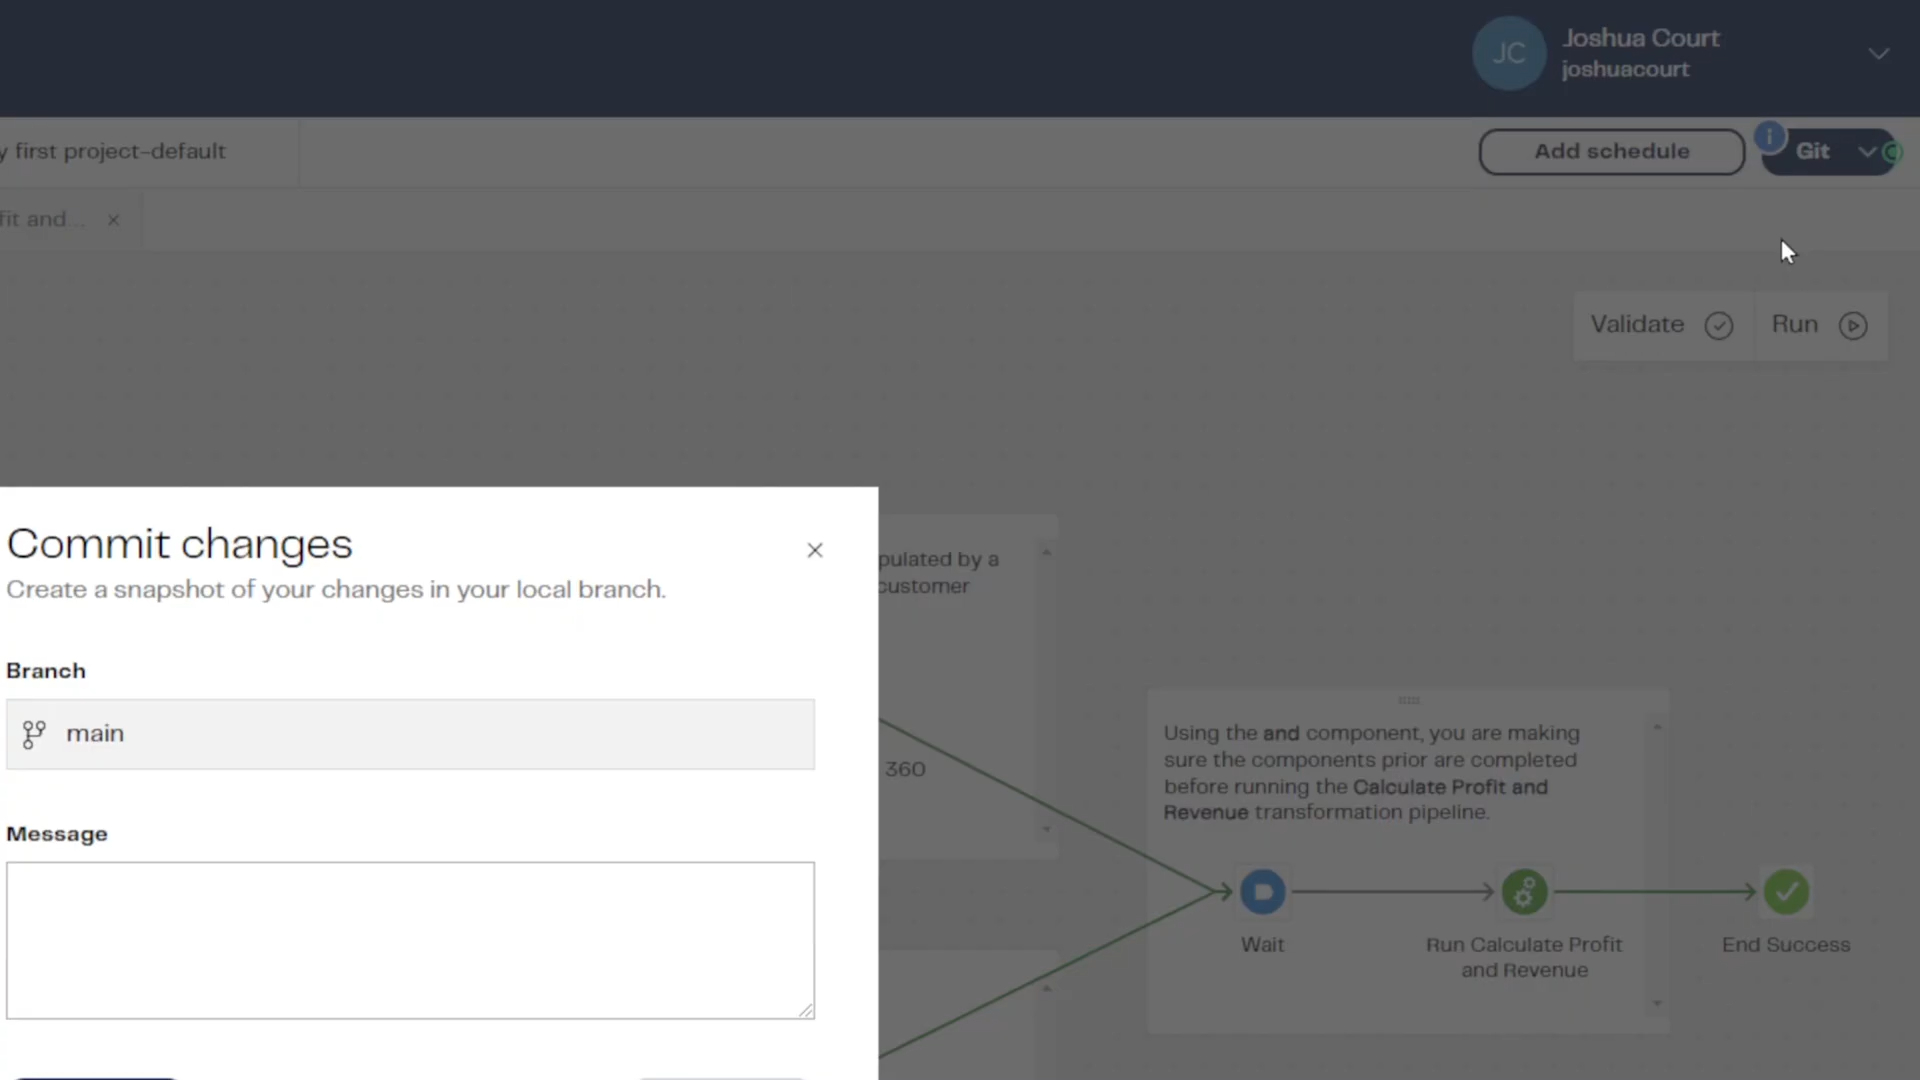 JC
Joshua Court
joshuacourt
y first project-default
Add schedule
i
Git
fit and...
Validate
Run
Commit changes
Create a snapshot of your changes in your local branch.
Branch
main
Message
pulated by a
customer
360
Using the and component, you are making
sure the components prior are completed
before running the Calculate Profit and
Revenue transformation pipeline.
Wait
Run Calculate Profit
and Revenue
End Success